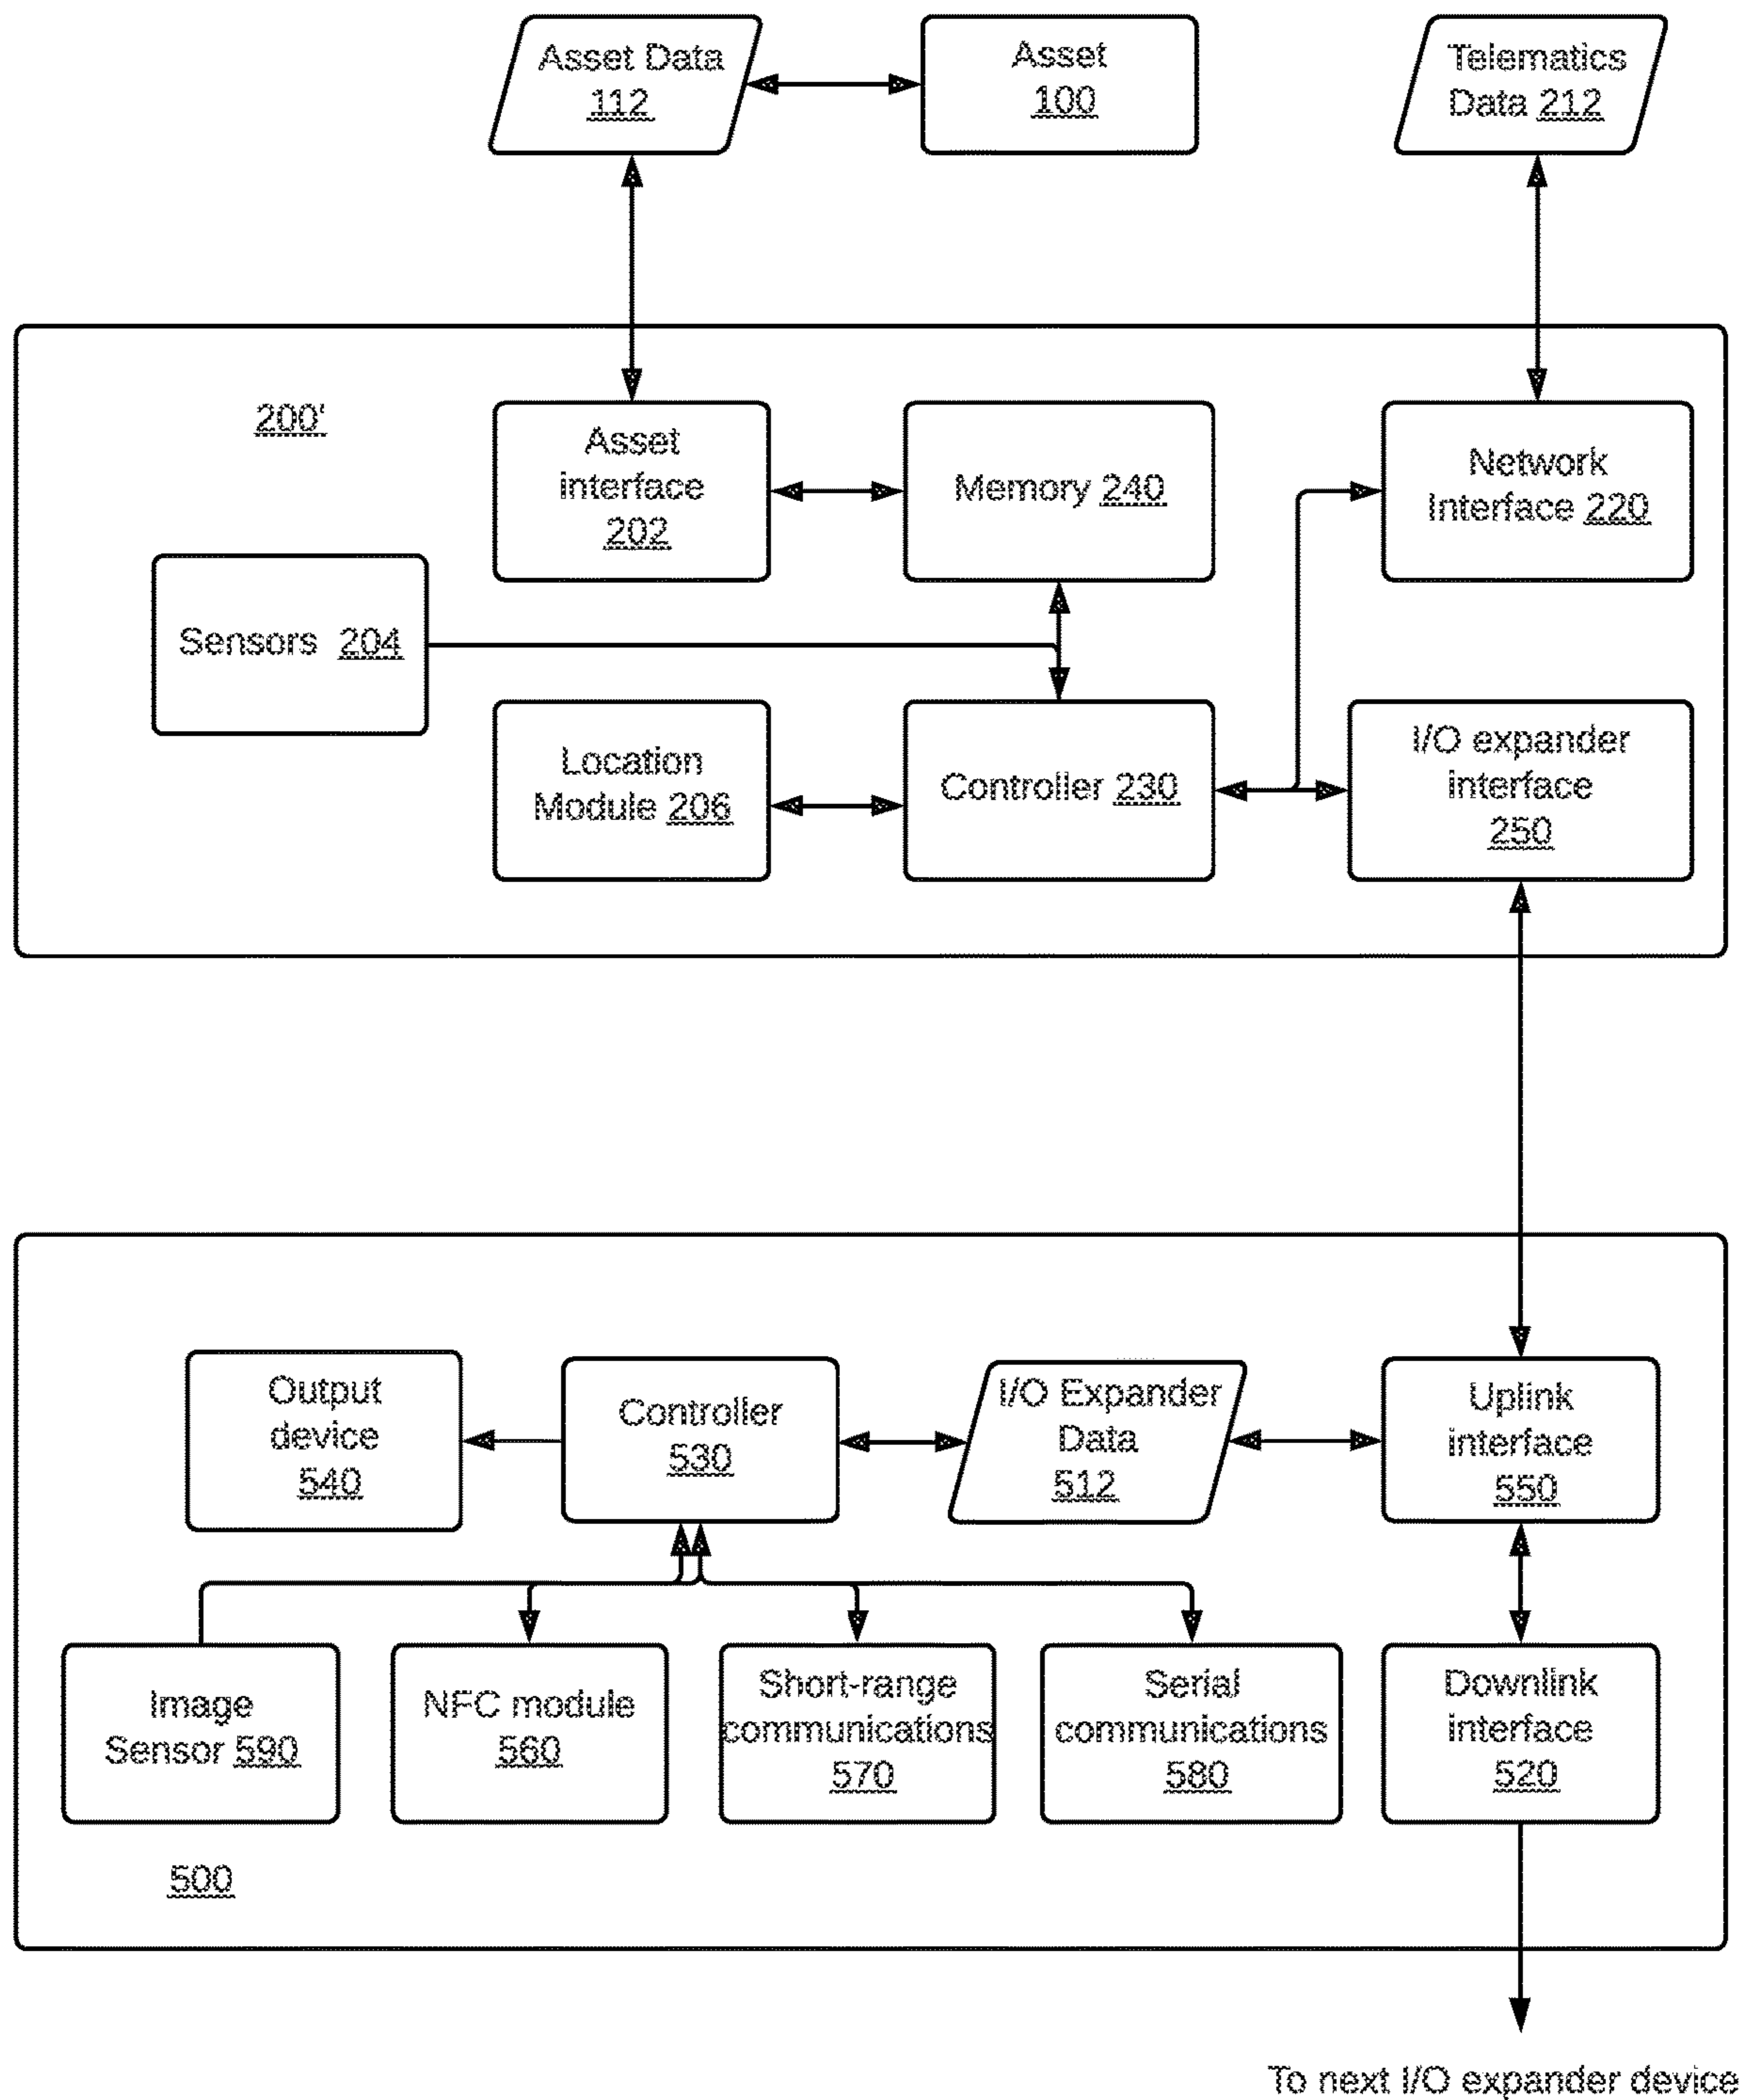 Asset Data
112
Asset
100
Telematics
Data 212
200'
Asset
interface
202
Memory 240
Network
Interface 220
Sensors 204
Location
Module 206
Controller 230
I/O expander
interface
250
Output
device
540
Controller
530
I/O Expander
Data
512
Uplink
interface
550
Image
Sensor 590
NFC module
560
Short-range
communications
570
Serial
communications
580
Downlink
interface
520
500
To next I/O expander device